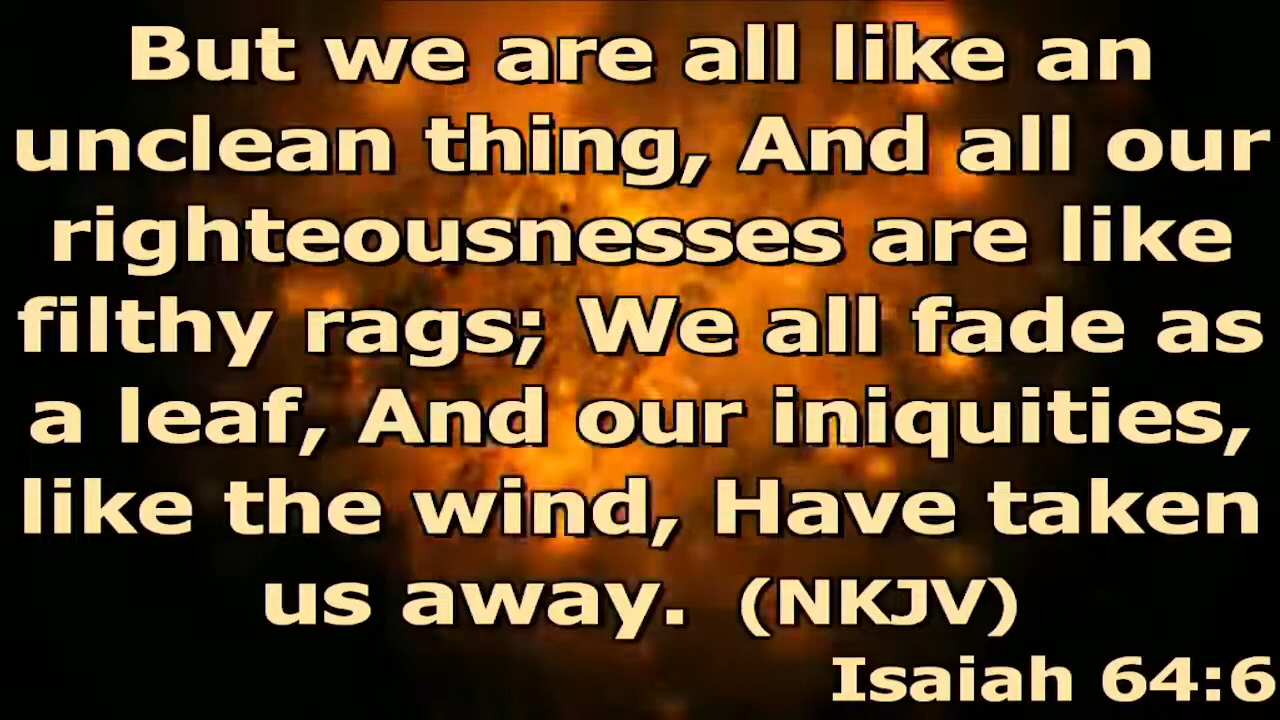 But we are all like an
unclean thing, And all our
righteousnesses are like
filthy rags; We all fade as
a leaf, And our iniquities,
like the wind, Have taken
us away. (NKJV)
Isaiah 64:6